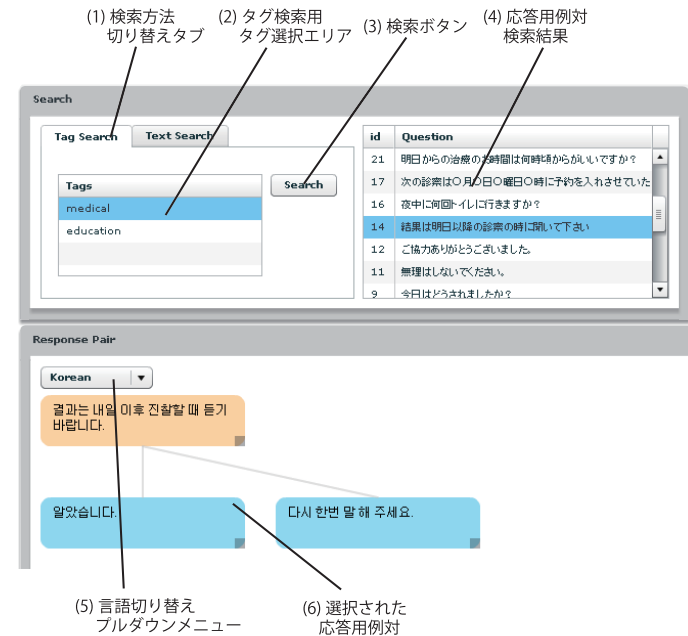 (1) 検索方法
切り替えタブ
(2) タグ検索用
タグ選択エリア
(3) 検索ボタン
(4) 応答用例対
検索結果
Search
Tag Search
Text Search
Tags
medical
education
Search
id Question
21 明日からの治療のお時間は何時頃からがいいですか?
17 次の診察は○月○日○曜日○時に予約を入れさせていた
16 夜中に何回トイレに行きますか?
14 結果は明日以降の診察の時に聞いて下さい
12 ご協力ありがとうございました。
11 無理はしないでください。
9 今日はどうされましたか?
Response Pair
Korean
결과는 내일 이후 진찰할 때 듣기
바랍니다.
알았습니다.
다시 한번 말 해 주세요.
(5) 言語切り替え
プルダウンメニュー
(6) 選択された
応答用例対